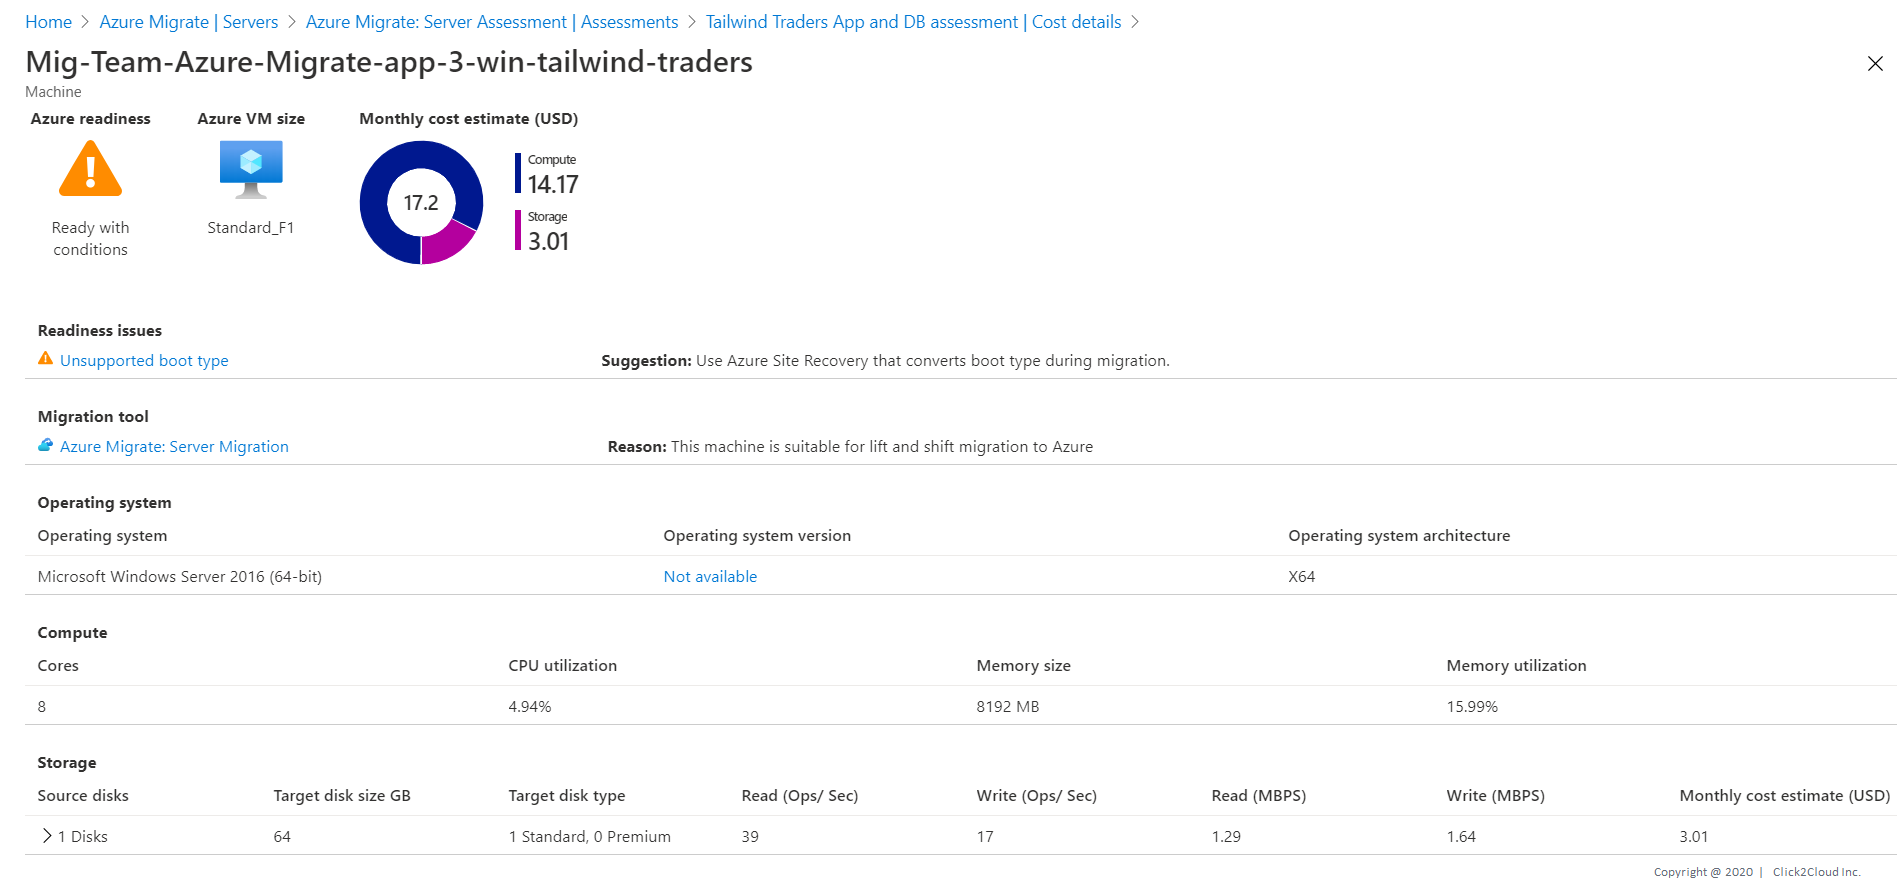 Home > Azure Migrate | Servers > Azure Migrate: Server Assessment | Assessments > Tailwind Traders App and DB assessment | Cost details >
Mig-Team-Azure-Migrate-app-3-win-tailwind-traders
Machine
Azure readiness Azure VM size Monthly cost estimate (USD)
Compute
14.17
17.2
Storage
3.01
Ready with conditions
Standard_F1
Readiness issues
Unsupported boot type Suggestion: Use Azure Site Recovery that converts boot type during migration.
Migration tool
Azure Migrate: Server Migration Reason: This machine is suitable for lift and shift migration to Azure
Operating system
Operating system Operating system version Operating system architecture
Microsoft Windows Server 2016 (64-bit) Not available X64
Compute
Cores CPU utilization Memory size Memory utilization
8 4.94% 8192 MB 15.99%
Storage
Source disks Target disk size GB Target disk type Read (Ops/ Sec) Write (Ops/ Sec) Read (MBPS) Write (MBPS) Monthly cost estimate (USD)
1 Disks 64 1 Standard, 0 Premium 39 17 1.29 1.64 3.01
Copyright @ 2020 | Click2Cloud Inc.